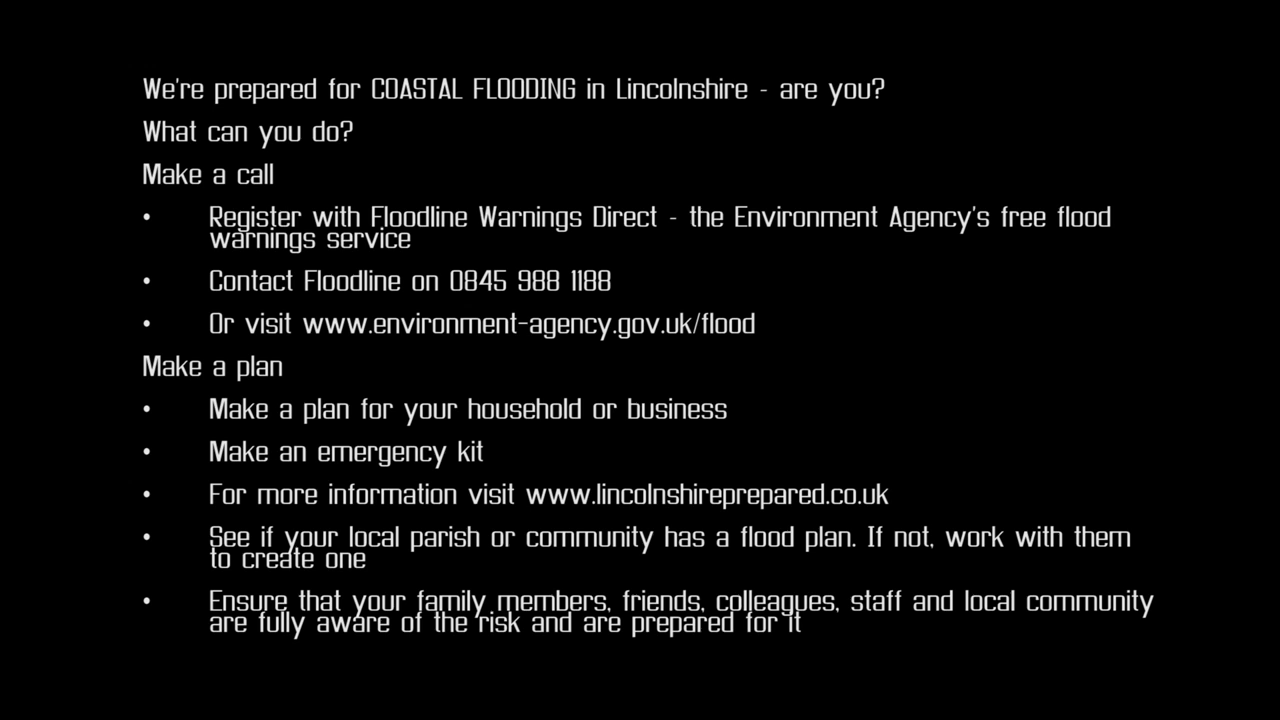 We're prepared for COASTAL FLOODING in Lincolnshire - are you?
What can you do?
Make a call
• Register with Floodline Warnings Direct - the Environment Agency's free flood
warnings service
• Contact Floodline on 0845 988 1188
• Or visit www.environment-agency.gov.uk/flood
Make a plan
• Make a plan for your household or business
• Make an emergency kit
• For more information visit www.lincolnshireprepared.co.uk
• See if your local parish or community has a flood plan. If not, work with them
to create one
• Ensure that your family members, friends, colleagues, staff and local community
are fully aware of the risk and are prepared for it